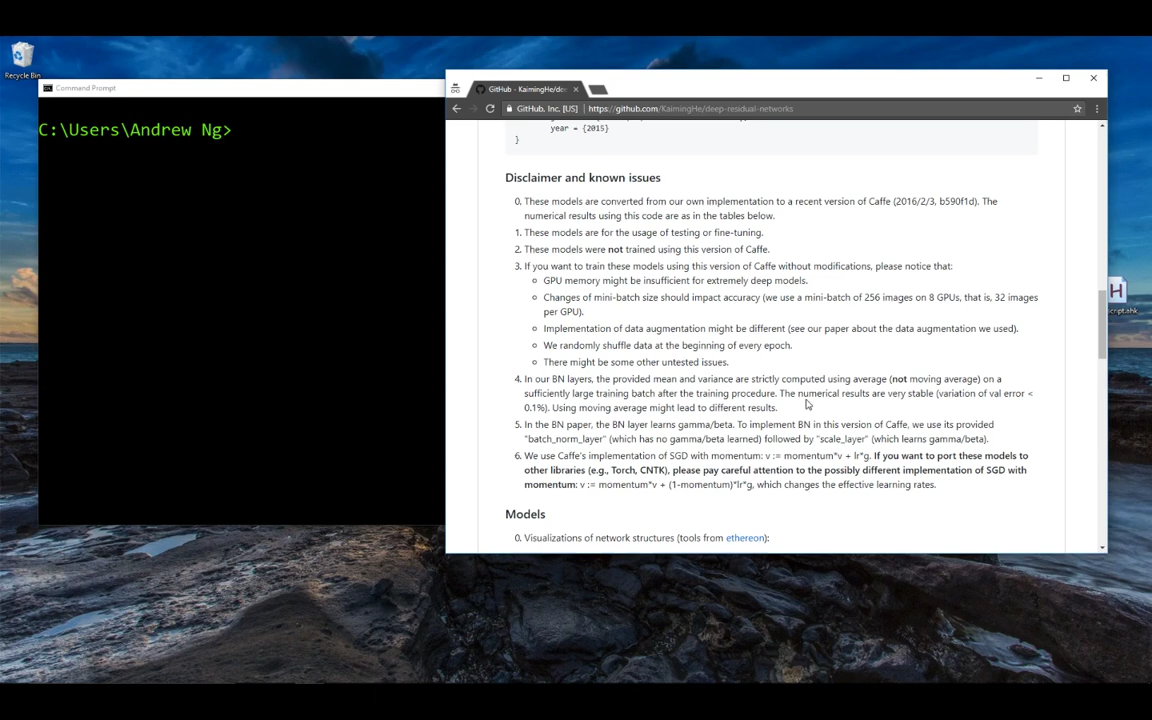 Recycle Bin
Command Prompt
C:\Users\Andrew Ng>
GitHub - KaimingHe/dee
GitHub, Inc. [US] https://github.com/KaimingHe/deep-residual-networks
year = {2015}
}
Disclaimer and known issues
0. These models are converted from our own implementation to a recent version of Caffe (2016/2/3, b590f1d). The
numerical results using this code are as in the tables below.
1. These models are for the usage of testing or fine-tuning.
2. These models were not trained using this version of Caffe.
3. If you want to train these models using this version of Caffe without modifications, please notice that:
GPU memory might be insufficient for extremely deep models.
Changes of mini-batch size should impact accuracy (we use a mini-batch of 256 images on 8 GPUs, that is, 32 images
per GPU).
Implementation of data augmentation might be different (see our paper about the data augmentation we used).
We randomly shuffle data at the beginning of every epoch.
There might be some other untested issues.
4. In our BN layers, the provided mean and variance are strictly computed using average (not moving average) on a
sufficiently large training batch after the training procedure. The numerical results are very stable (variation of val error <
0.1%). Using moving average might lead to different results.
5. In the BN paper, the BN layer learns gamma/beta. To implement BN in this version of Caffe, we use its provided
"batch_norm_layer" (which has no gamma/beta learned) followed by "scale_layer" (which learns gamma/beta).
6. We use Caffe's implementation of SGD with momentum: v := momentum*v + lr*g. If you want to port these models to
other libraries (e.g., Torch, CNTK), please pay careful attention to the possibly different implementation of SGD with
momentum: v := momentum*v + (1-momentum)*lr*g, which changes the effective learning rates.
Models
0. Visualizations of network structures (tools from ethereon):
H
cript.ahk